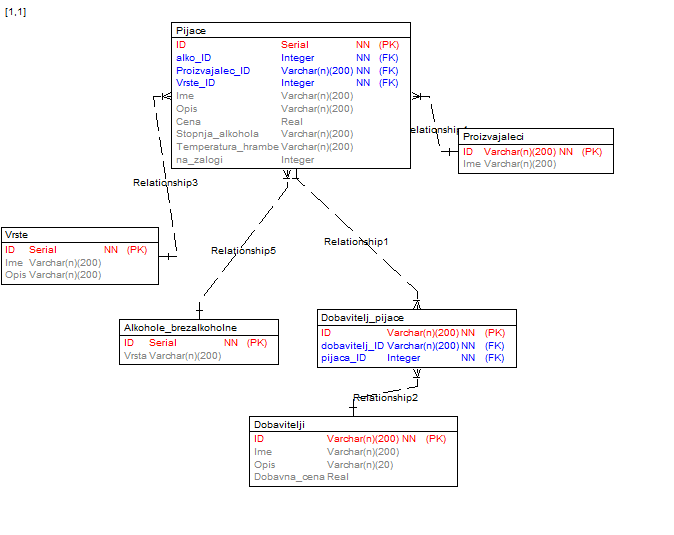 [1,1]
Pijace
ID Serial NN (PK)
alko_ID Integer NN (FK)
Proizvajalec_ID Varchar(n)(200) NN (FK)
Vrste_ID Integer NN (FK)
Ime Varchar(n)(200)
Opis Varchar(n)(200)
Cena Real
Stopnja_alkohola Varchar(n)(200)
Temperatura_hrambe Varchar(n)(200)
na_zalogi Integer
Proizvajaleci
ID Varchar(n)(200) NN (PK)
Ime Varchar(n)(200)
Relationship3
Vrste
ID Serial NN (PK)
Ime Varchar(n)(200)
Opis Varchar(n)(200)
Relationship5
Relationship1
Alkohole_brezalkoholne
ID Serial NN (PK)
Vrsta Varchar(n)(200)
Dobavitelj_pijace
ID Varchar(n)(200) NN (PK)
dobavitelj_ID Varchar(n)(200) NN (FK)
pijaca_ID Integer NN (FK)
Relationship2
Dobavitelji
ID Varchar(n)(200) NN (PK)
Ime Varchar(n)(200)
Opis Varchar(n)(20)
Dobavna_cena Real